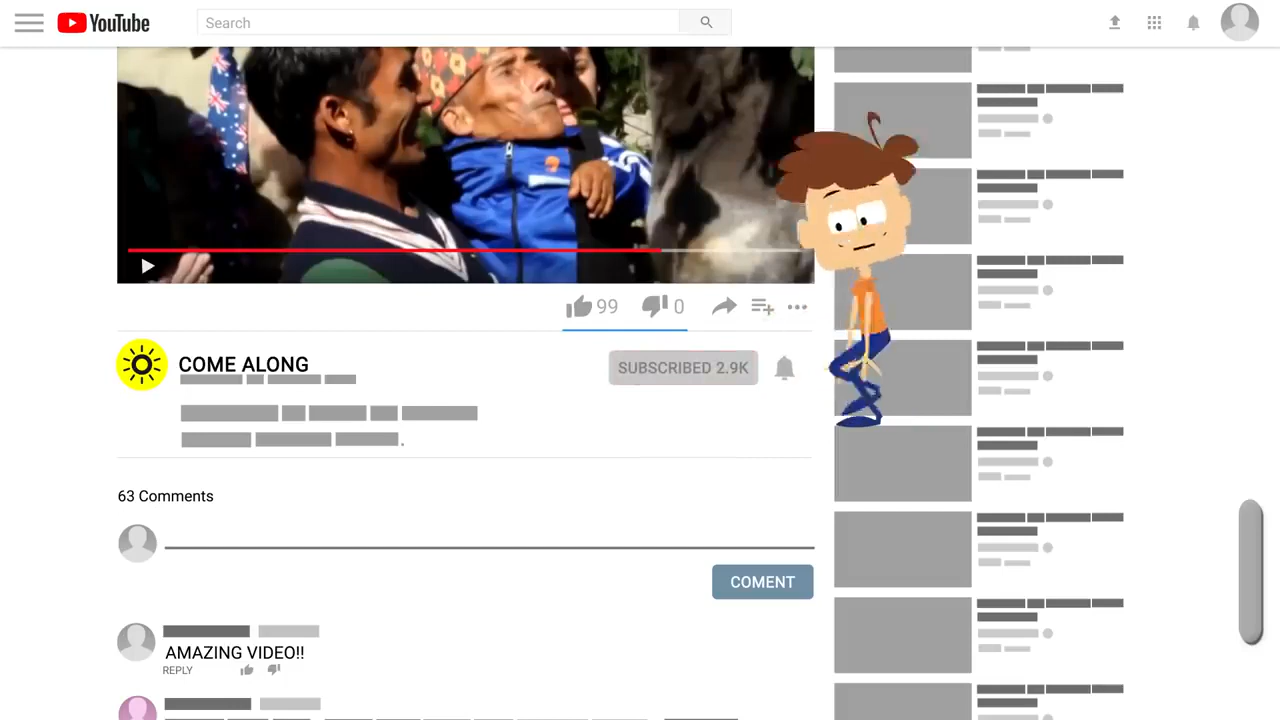 YouTube
Search
99
0
COME ALONG
SUBSCRIBED 2.9K
63 Comments
COMENT
AMAZING VIDEO!!
REPLY